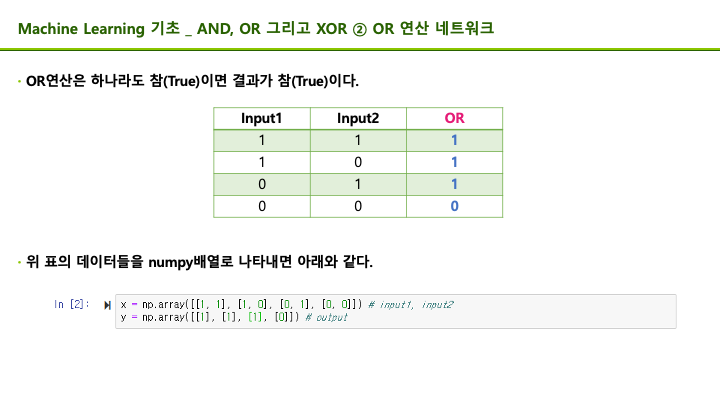 Machine Learning 기초 _ AND, OR 그리고 XOR ② OR 연산 네트워크
· OR연산은 하나라도 참(True)이면 결과가 참(True)이다.
Input1 Input2 OR
1 1 1
1 0 1
0 1 1
0 0 0
· 위 표의 데이터들을 numpy배열로 나타내면 아래와 같다.
In [2]: x = np.array([[1, 1], [1, 0], [0, 1], [0, 0]]) # input1, input2
y = np.array([[1], [1], [1], [0]]) # output